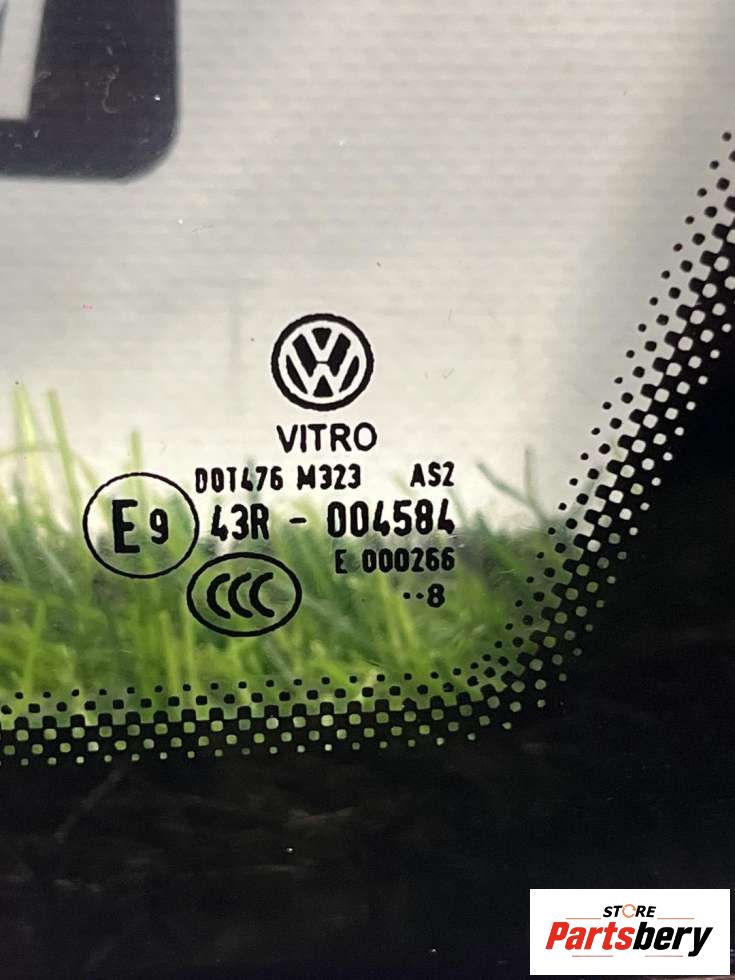 VITRO
DOT476 M323 AS2
E9 43R - 004584
E 000266
CCC
··8
STORE
Partsbery